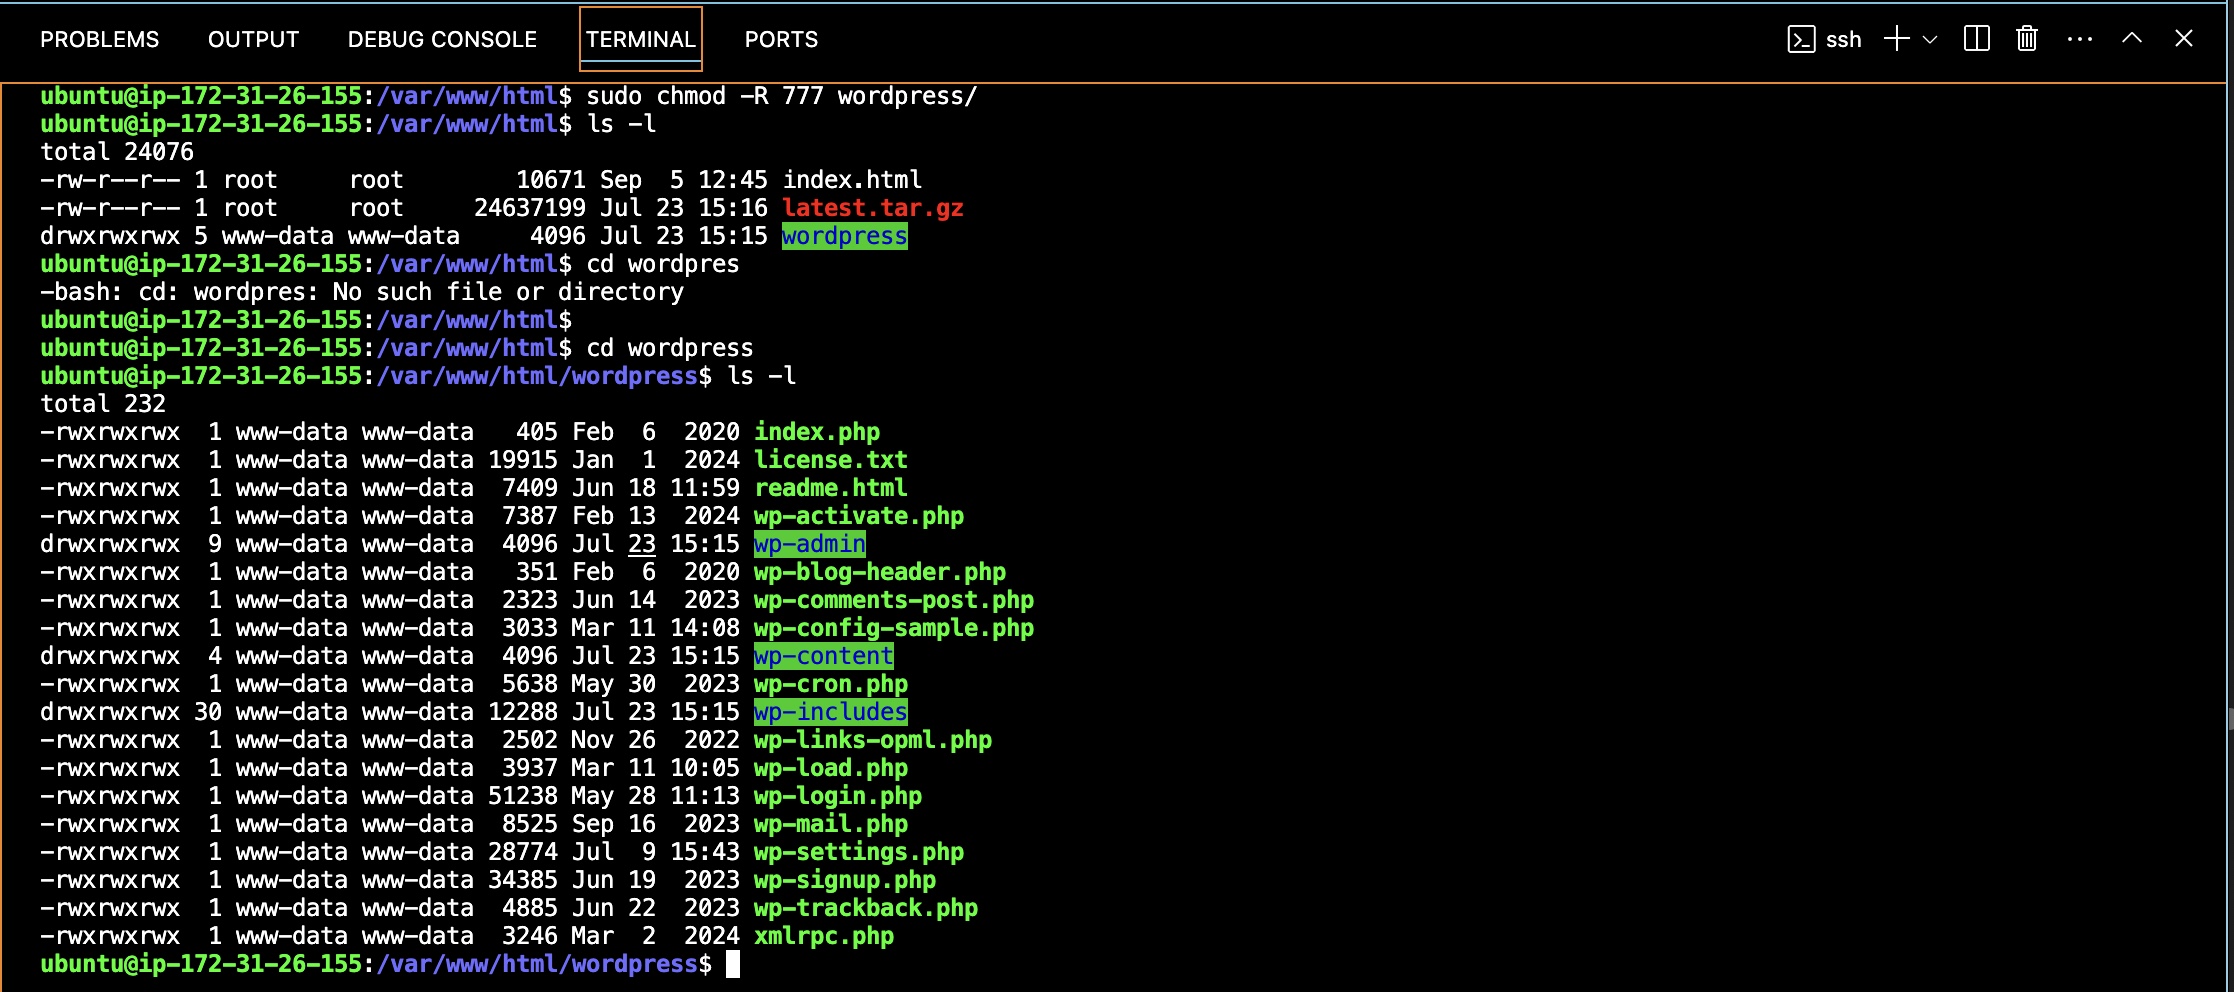 PROBLEMS OUTPUT DEBUG CONSOLE TERMINAL PORTS ssh
ubuntu@ip-172-31-26-155:/var/www/html$ sudo chmod -R 777 wordpress/
ubuntu@ip-172-31-26-155:/var/www/html$ ls -l
total 24076
-rw-r--r-- 1 root     root        10671 Sep  5 12:45 index.html
-rw-r--r-- 1 root     root     24637199 Jul 23 15:16 latest.tar.gz
drwxrwxrwx 5 www-data www-data     4096 Jul 23 15:15 wordpress
ubuntu@ip-172-31-26-155:/var/www/html$ cd wordpres
-bash: cd: wordpres: No such file or directory
ubuntu@ip-172-31-26-155:/var/www/html$
ubuntu@ip-172-31-26-155:/var/www/html$ cd wordpress
ubuntu@ip-172-31-26-155:/var/www/html/wordpress$ ls -l
total 232
-rwxrwxrwx  1 www-data www-data   405 Feb  6  2020 index.php
-rwxrwxrwx  1 www-data www-data 19915 Jan  1  2024 license.txt
-rwxrwxrwx  1 www-data www-data  7409 Jun 18 11:59 readme.html
-rwxrwxrwx  1 www-data www-data  7387 Feb 13  2024 wp-activate.php
drwxrwxrwx  9 www-data www-data  4096 Jul 23 15:15 wp-admin
-rwxrwxrwx  1 www-data www-data   351 Feb  6  2020 wp-blog-header.php
-rwxrwxrwx  1 www-data www-data  2323 Jun 14  2023 wp-comments-post.php
-rwxrwxrwx  1 www-data www-data  3033 Mar 11 14:08 wp-config-sample.php
drwxrwxrwx  4 www-data www-data  4096 Jul 23 15:15 wp-content
-rwxrwxrwx  1 www-data www-data  5638 May 30  2023 wp-cron.php
drwxrwxrwx 30 www-data www-data 12288 Jul 23 15:15 wp-includes
-rwxrwxrwx  1 www-data www-data  2502 Nov 26  2022 wp-links-opml.php
-rwxrwxrwx  1 www-data www-data  3937 Mar 11 10:05 wp-load.php
-rwxrwxrwx  1 www-data www-data 51238 May 28 11:13 wp-login.php
-rwxrwxrwx  1 www-data www-data  8525 Sep 16  2023 wp-mail.php
-rwxrwxrwx  1 www-data www-data 28774 Jul  9 15:43 wp-settings.php
-rwxrwxrwx  1 www-data www-data 34385 Jun 19  2023 wp-signup.php
-rwxrwxrwx  1 www-data www-data  4885 Jun 22  2023 wp-trackback.php
-rwxrwxrwx  1 www-data www-data  3246 Mar  2  2024 xmlrpc.php
ubuntu@ip-172-31-26-155:/var/www/html/wordpress$